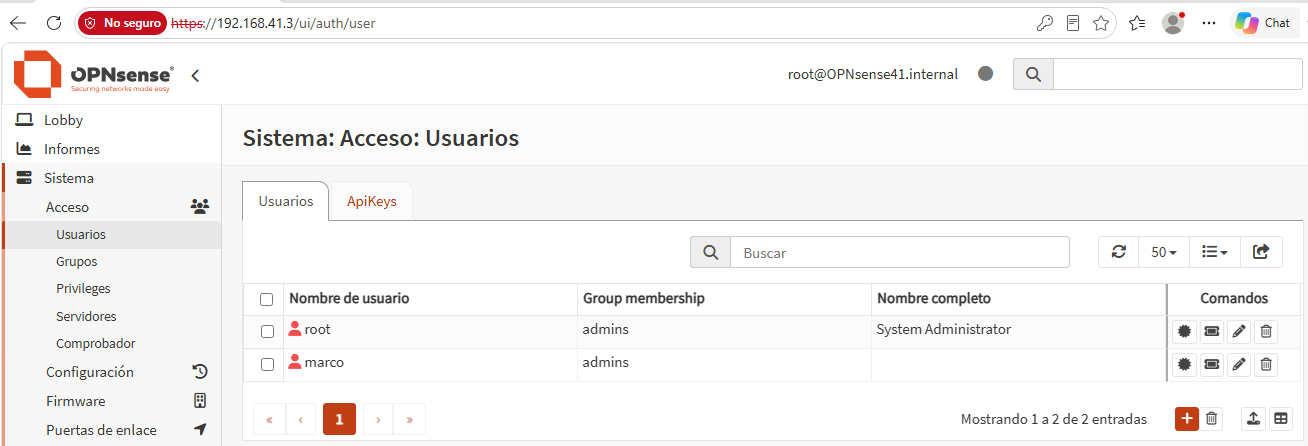 No seguro https://192.168.41.3/ui/auth/user Chat
OPNsense®
Securing networks made easy
root@OPNsense41.internal
Lobby
Informes
Sistema
Acceso
Usuarios
Grupos
Privileges
Servidores
Comprobador
Configuración
Firmware
Puertas de enlace
Sistema: Acceso: Usuarios
Usuarios ApiKeys
Buscar 50
Nombre de usuario Group membership Nombre completo Comandos
root admins System Administrator
marco admins
« ‹ 1 › » Mostrando 1 a 2 de 2 entradas